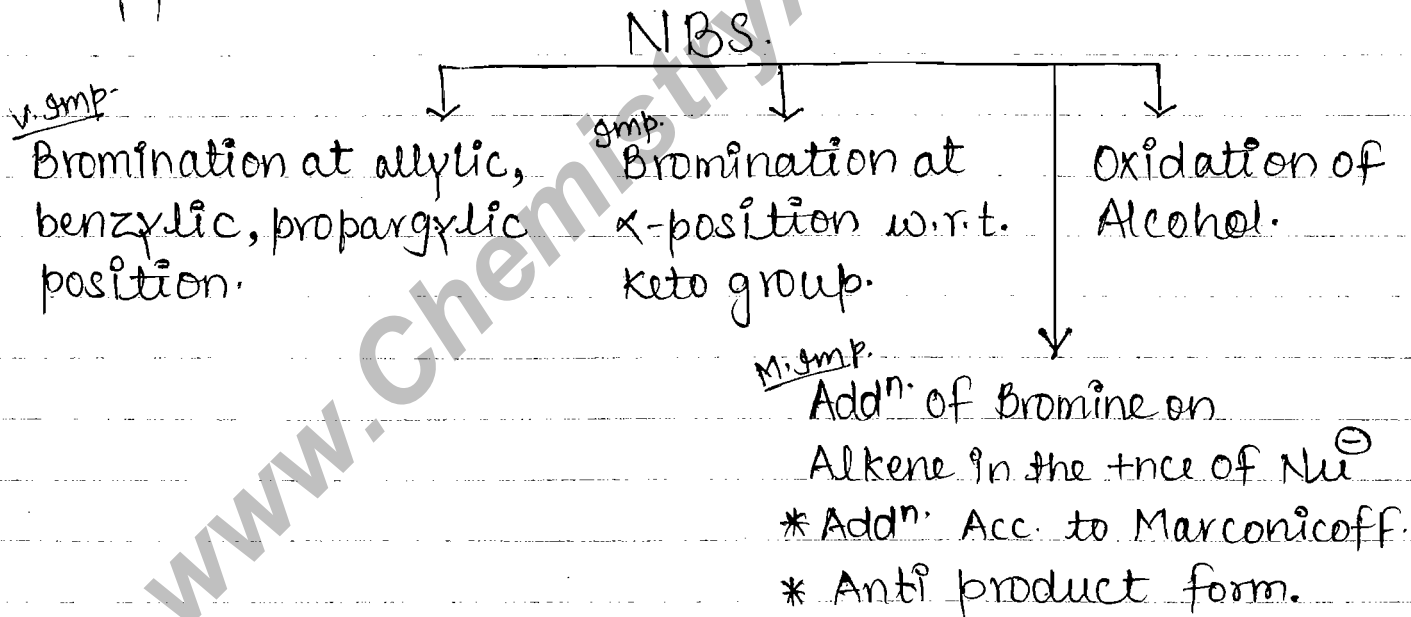 NBS.
v. Imp.
Bromination at allylic,
benzylic, propargylic
position.
Imp.
Bromination at
α-position w.r.t.
keto group.
Oxidation of
Alcohol.
M. Imp.
Addn. of Bromine on
Alkene in the +nce of Nu⊖
* Addn. Acc. to Marconicoff.
* Anti product form.
www.Chemistry